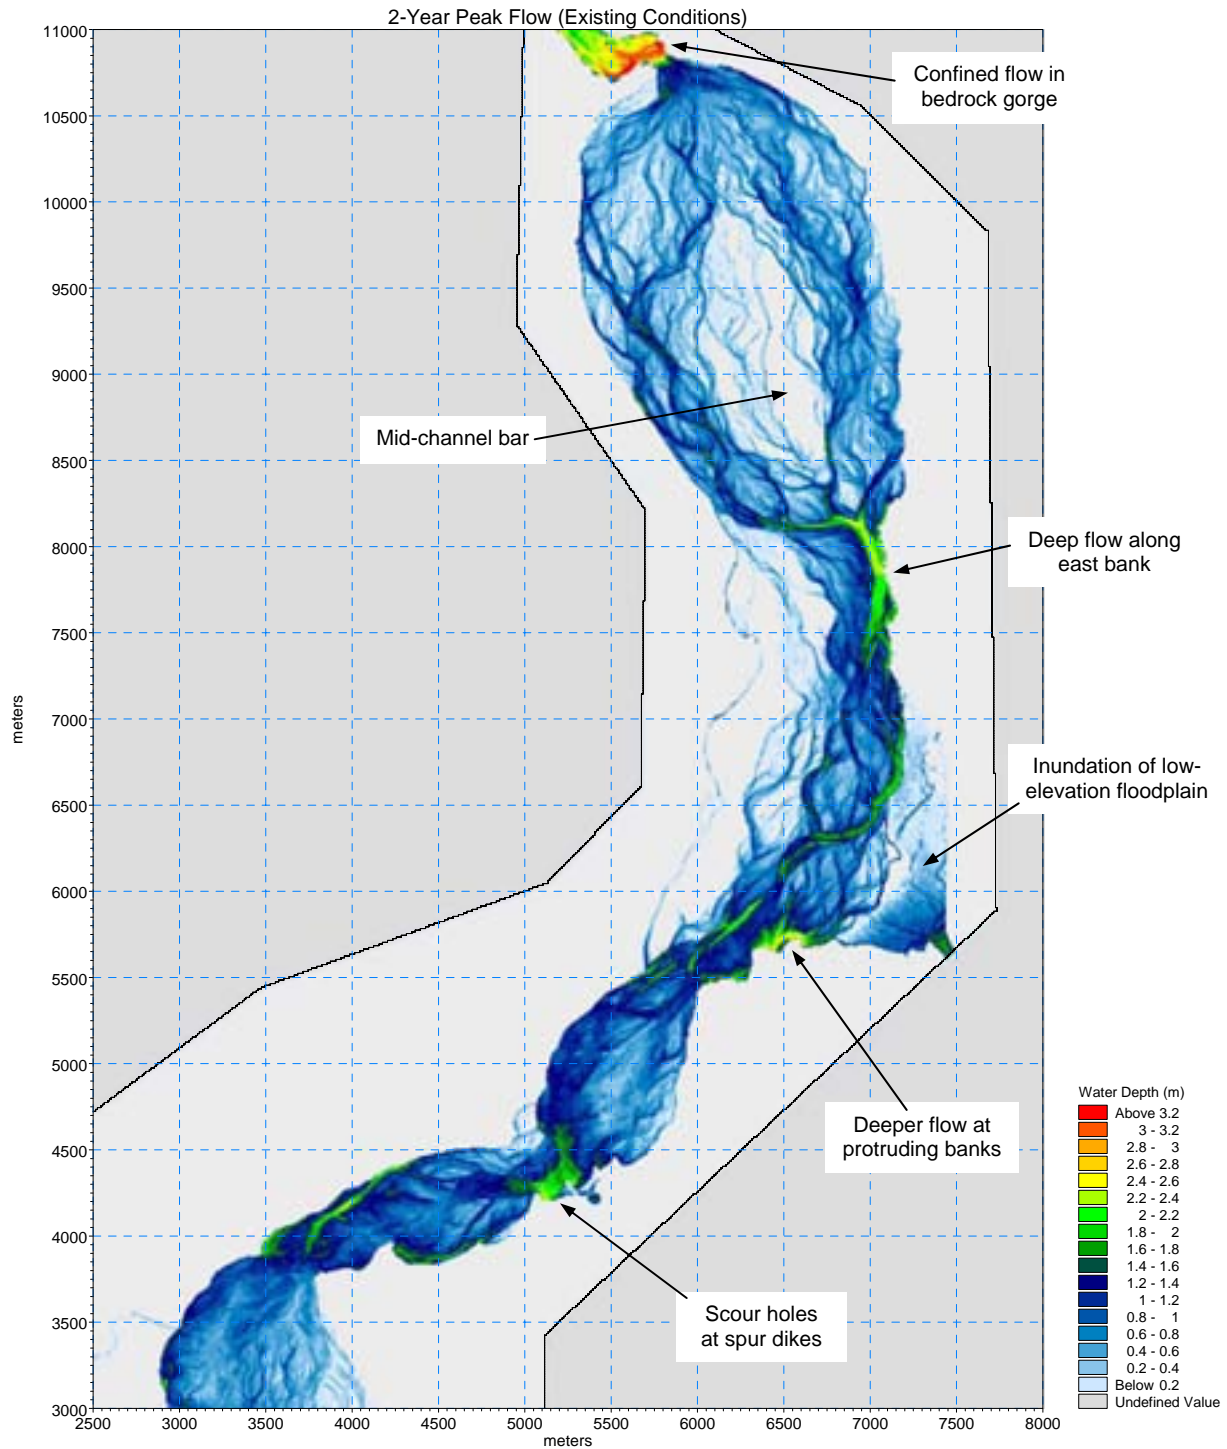 2-Year Peak Flow (Existing Conditions)
11000
10500
10000
9500
9000
8500
8000
7500
7000
6500
6000
5500
5000
4500
4000
3500
3000
meters
2500 3000 3500 4000 4500 5000 5500 6000 6500 7000 7500 8000
meters
Confined flow in
bedrock gorge
Mid-channel bar
Deep flow along
east bank
Inundation of low-
elevation floodplain
Deeper flow at
protruding banks
Scour holes
at spur dikes
Water Depth (m)
Above 3.2
3 - 3.2
2.8 - 3
2.6 - 2.8
2.4 - 2.6
2.2 - 2.4
2 - 2.2
1.8 - 2
1.6 - 1.8
1.4 - 1.6
1.2 - 1.4
1 - 1.2
0.8 - 1
0.6 - 0.8
0.4 - 0.6
0.2 - 0.4
Below 0.2
Undefined Value